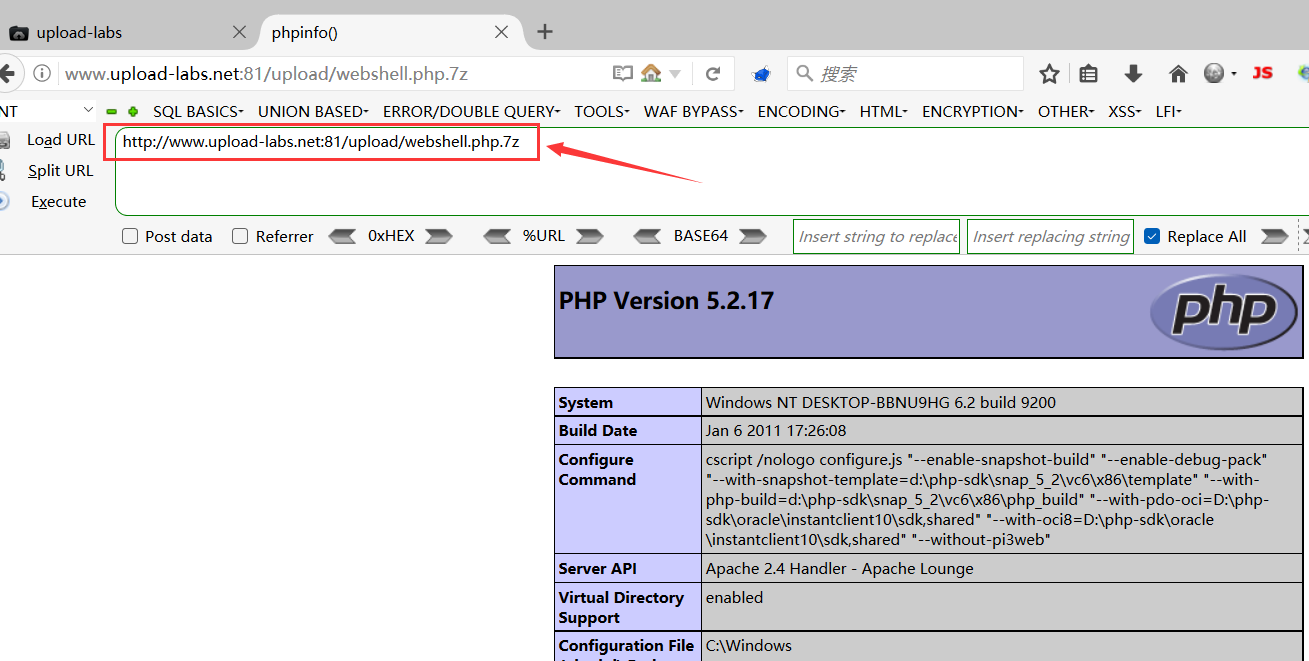 upload-labs
phpinfo()
www.upload-labs.net:81/upload/webshell.php.7z
搜索
JS
NT
SQL BASICS UNION BASED ERROR/DOUBLE QUERY TOOLS WAF BYPASS ENCODING HTML ENCRYPTION OTHER XSS LFI
Load URL
http://www.upload-labs.net:81/upload/webshell.php.7z
Split URL
Execute
Post data Referrer 0xHEX %URL BASE64 Insert string to replace Insert replacing string Replace All
PHP Version 5.2.17
php
System Windows NT DESKTOP-BBNU9HG 6.2 build 9200
Build Date Jan 6 2011 17:26:08
Configure Command cscript /nologo configure.js "--enable-snapshot-build" "--enable-debug-pack"
"--with-snapshot-template=d:\php-sdk\snap_5_2\vc6\x86\template" "--with-
php-build=d:\php-sdk\snap_5_2\vc6\x86\php_build" "--with-pdo-oci=D:\php-
sdk\oracle\instantclient10\sdk,shared" "--with-oci8=D:\php-sdk\oracle
\instantclient10\sdk,shared" "--without-pi3web"
Server API Apache 2.4 Handler - Apache Lounge
Virtual Directory Support enabled
Configuration File C:\Windows